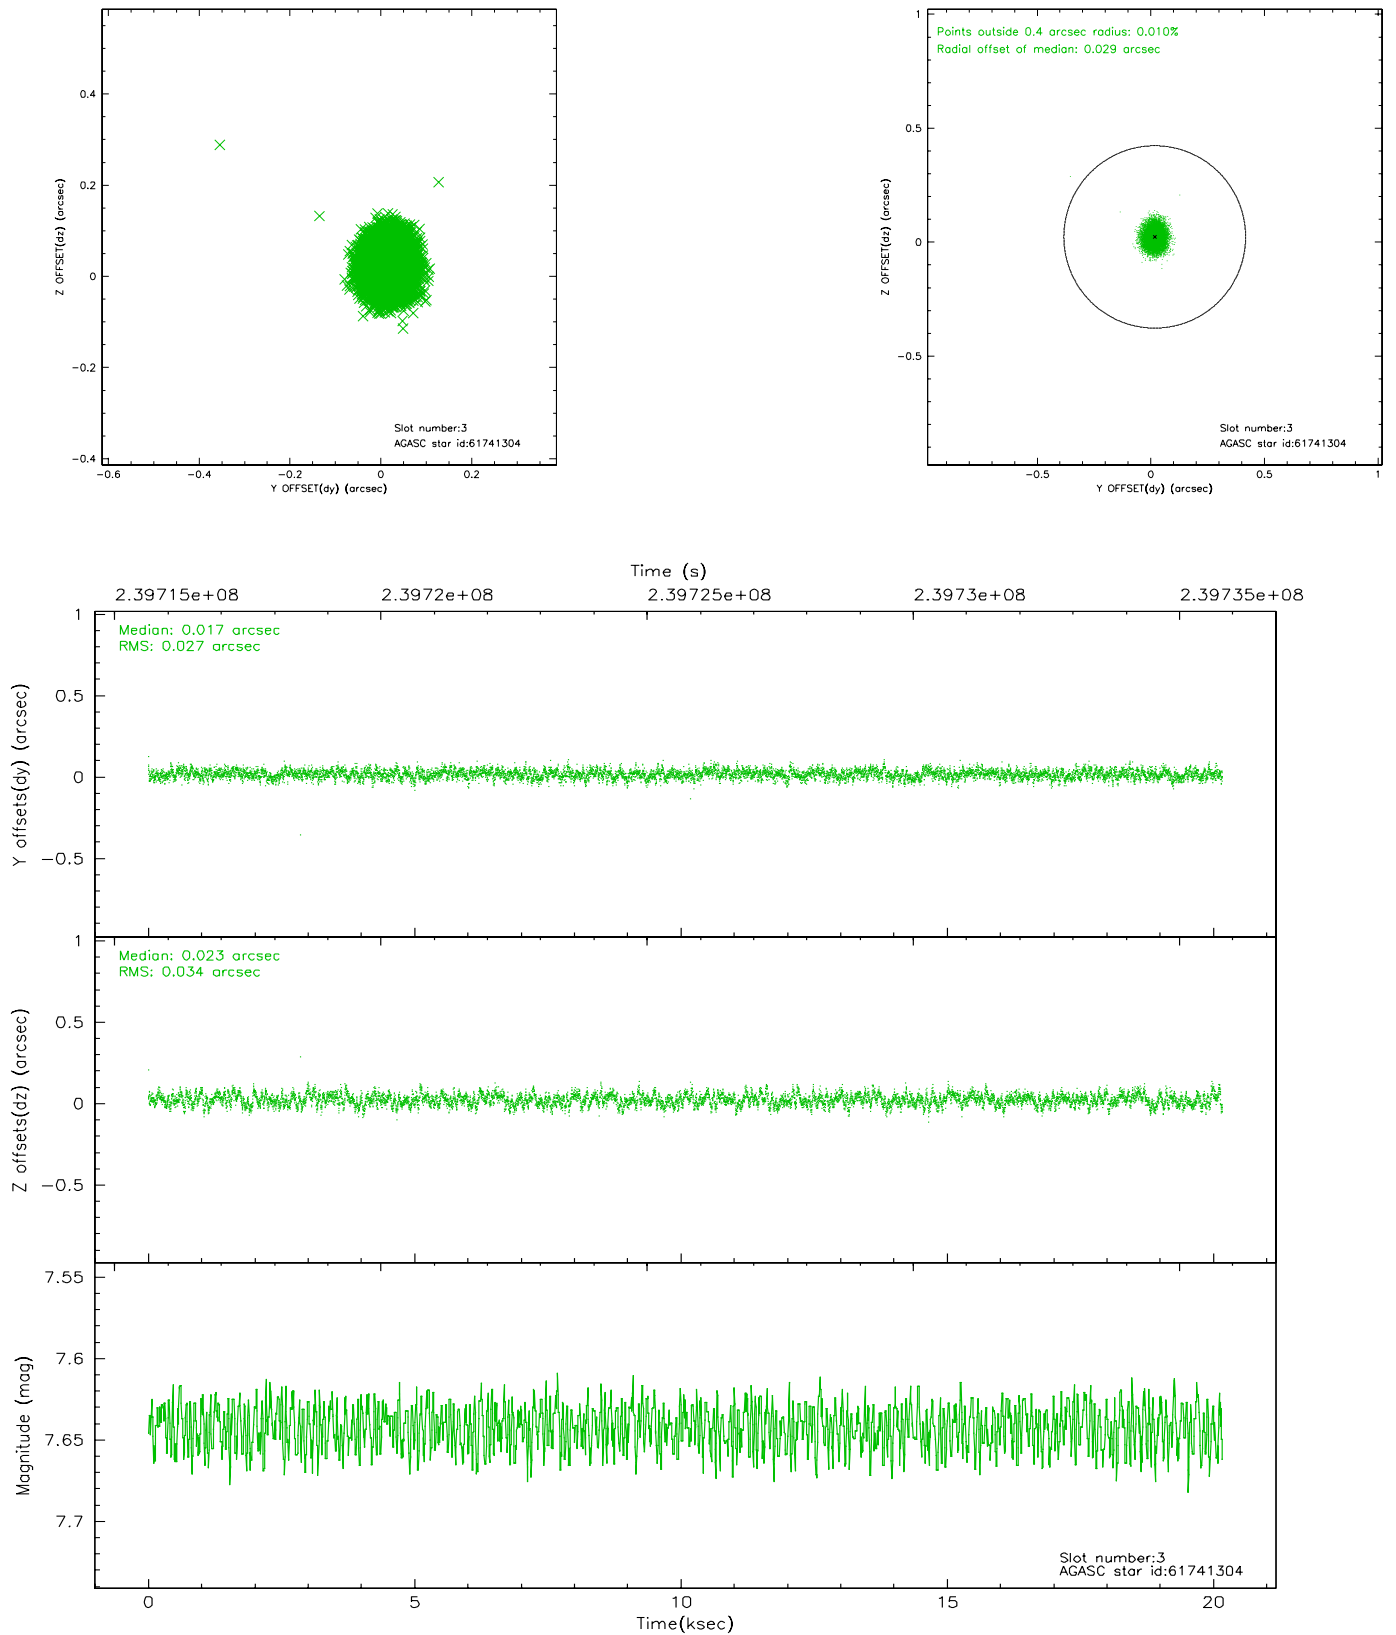 0.4
0.2
0
−0.2
−0.4
Z OFFSET(dz) (arcsec)
Slot number:3
AGASC star id:61741304
−0.6 −0.4 −0.2 0 0.2
Y OFFSET(dy) (arcsec)
Points outside 0.4 arcsec radius: 0.010%
Radial offset of median: 0.029 arcsec
1
0.5
0
−0.5
Z OFFSET(dz) (arcsec)
Slot number:3
AGASC star id:61741304
−0.5 0 0.5 1
Y OFFSET(dy) (arcsec)
Time (s)
2.39715e+08 2.3972e+08 2.39725e+08 2.3973e+08 2.39735e+08
Median: 0.017 arcsec
RMS: 0.027 arcsec
1
0.5
0
−0.5
Y offsets(dy) (arcsec)
Median: 0.023 arcsec
RMS: 0.034 arcsec
1
0.5
0
−0.5
Z offsets(dz) (arcsec)
7.55
7.6
7.65
7.7
Magnitude (mag)
Slot number:3
AGASC star id:61741304
0 5 10 15 20
Time(ksec)